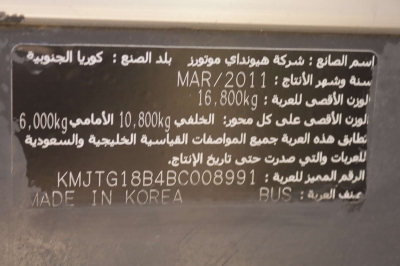 إسم الصانع : شركة هيونداي موتورز بلد الصنع : كوريا الجنوبية
سنة وشهر الأنتاج : MAR/2011
الوزن الأقصى للعربة : 16,800kg
الوزن الأقصى على كل محور: الخلفي 10,800kg الأمامي 6,000kg
تطابق هذه العربة جميع المواصفات القياسية الخليجية والسعودية
للعربات والتي صدرت حتى تاريخ الإنتاج.
الرقم المميز للعربة : KMJTG18B4BC008991
صنف العربة : BUS MADE IN KOREA